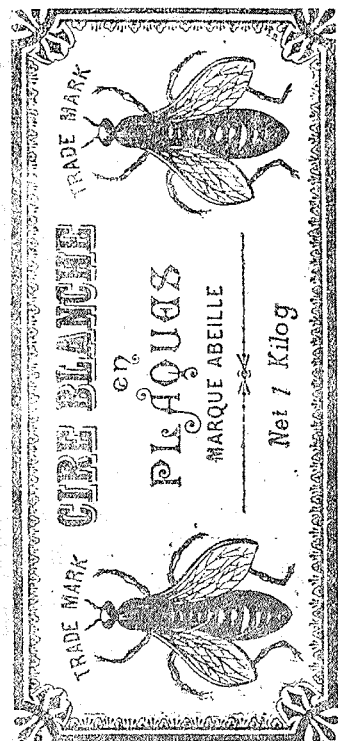 TRADE MARK
TRADE MARK
CIRE BLANCHE
en
PLAQUES
MARQUE ABEILLE
Net 1 Kilog